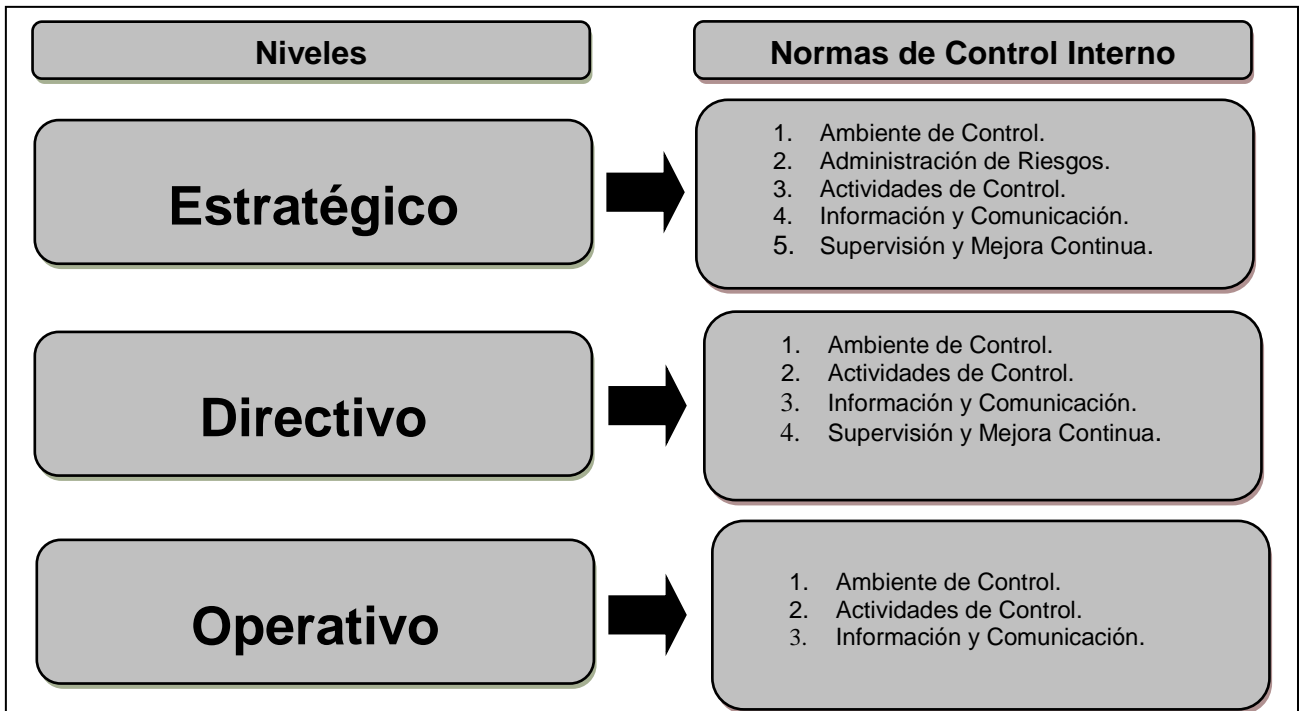 Niveles
Normas de Control Interno
Estratégico
1. Ambiente de Control.
2. Administración de Riesgos.
3. Actividades de Control.
4. Información y Comunicación.
5. Supervisión y Mejora Continua.
Directivo
1. Ambiente de Control.
2. Actividades de Control.
3. Información y Comunicación.
4. Supervisión y Mejora Continua.
Operativo
1. Ambiente de Control.
2. Actividades de Control.
3. Información y Comunicación.